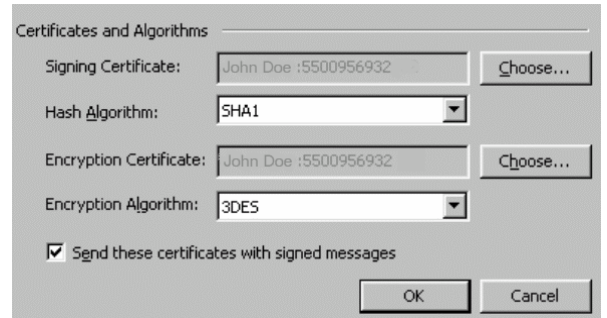 Certificates and Algorithms
Signing Certificate: John Doe :5500956932 Choose...
Hash Algorithm: SHA1
Encryption Certificate: John Doe :5500956932 Choose...
Encryption Algorithm: 3DES
Send these certificates with signed messages
OK Cancel